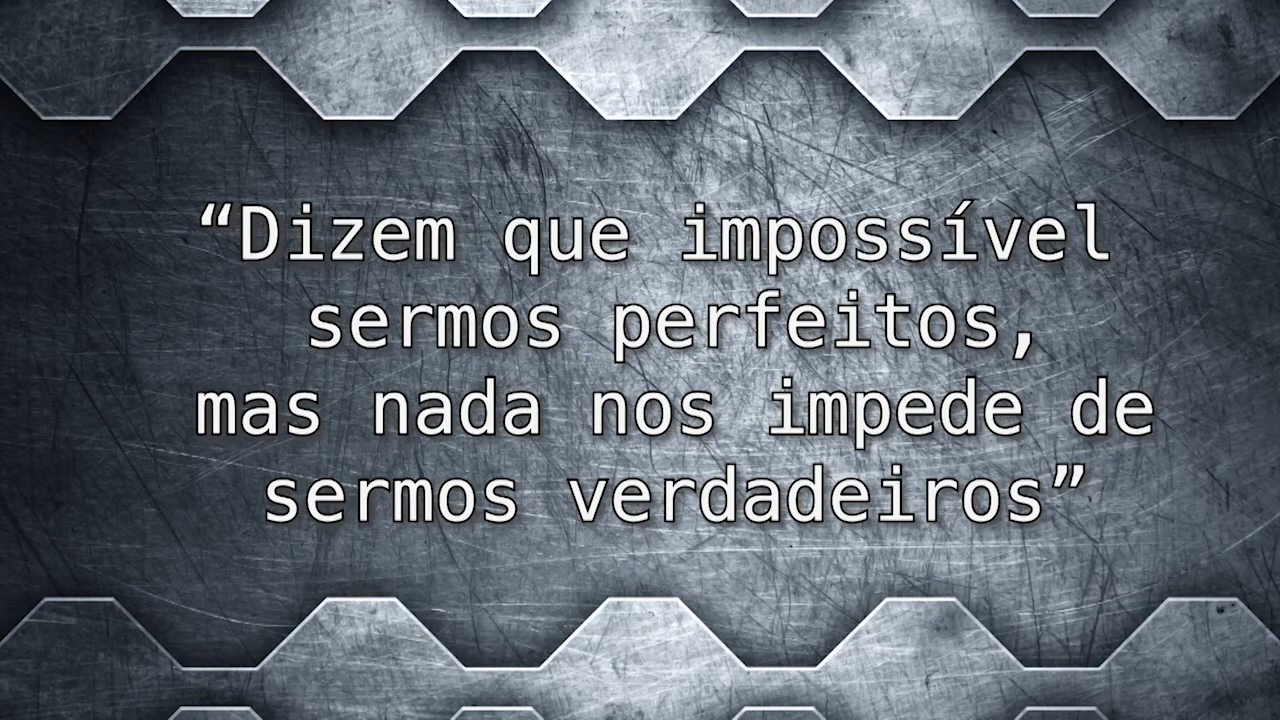 “Dizem que impossível
sermos perfeitos,
mas nada nos impede de
sermos verdadeiros”